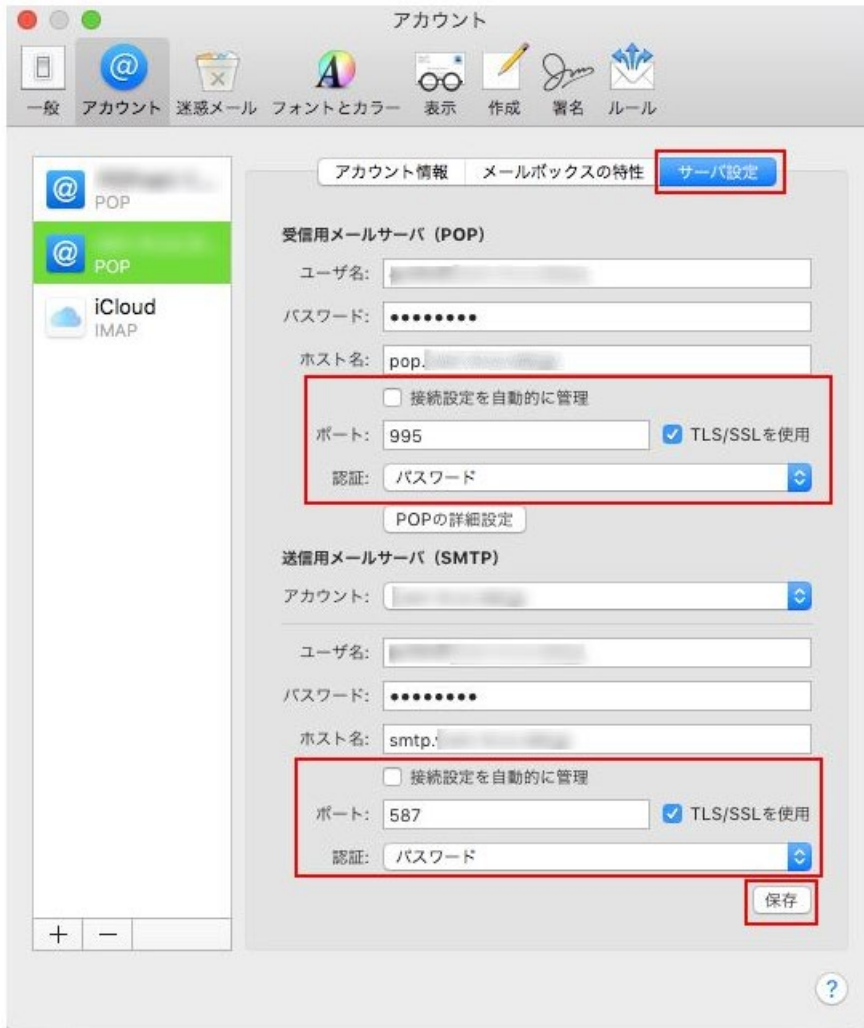 アカウント
一般 アカウント 迷惑メール フォントとカラー 表示 作成 署名 ルール
アカウント情報 メールボックスの特性 サーバ設定
POP
POP
iCloud
IMAP
受信用メールサーバ（POP）
ユーザ名:
パスワード: ••••••••
ホスト名: pop.
接続設定を自動的に管理
ポート: 995 TLS/SSLを使用
認証: パスワード
POPの詳細設定
送信用メールサーバ（SMTP）
アカウント:
ユーザ名:
パスワード: ••••••••
ホスト名: smtp.
接続設定を自動的に管理
ポート: 587 TLS/SSLを使用
認証: パスワード
保存
+ −
?